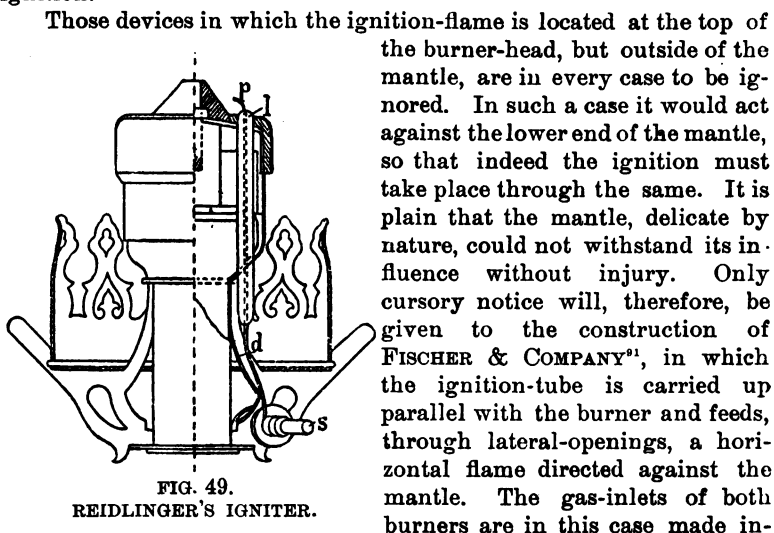 Those devices in which the ignition-flame is located at the top of
the burner-head, but outside of the
mantle, are in every case to be ig-
nored. In such a case it would act
against the lower end of the mantle,
so that indeed the ignition must
take place through the same. It is
plain that the mantle, delicate by
nature, could not withstand its in-
fluence without injury. Only
cursory notice will, therefore, be
given to the construction of
FISCHER & COMPANY⁹¹, in which
the ignition-tube is carried up
parallel with the burner and feeds,
through lateral-openings, a hori-
zontal flame directed against the
mantle. The gas-inlets of both
burners are in this case made in-
p
l
d
s
FIG. 49.
REIDLINGER'S IGNITER.